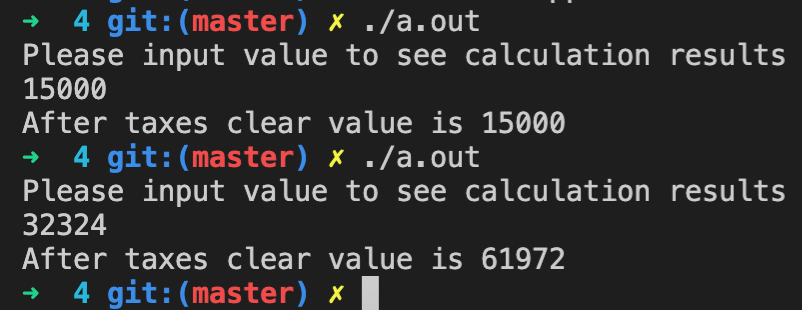 ➜  4 git:(master) ✗ ./a.out
Please input value to see calculation results
15000
After taxes clear value is 15000
➜  4 git:(master) ✗ ./a.out
Please input value to see calculation results
32324
After taxes clear value is 61972
➜  4 git:(master) ✗